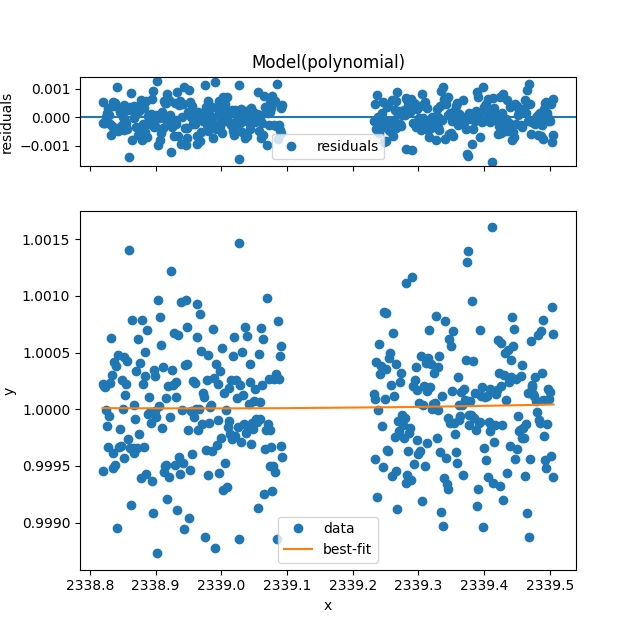 Model(polynomial)
0.001
0.000
−0.001
residuals
residuals
1.0015
1.0010
1.0005
1.0000
0.9995
0.9990
y
data
best-fit
2338.8 2338.9 2339.0 2339.1 2339.2 2339.3 2339.4 2339.5
x